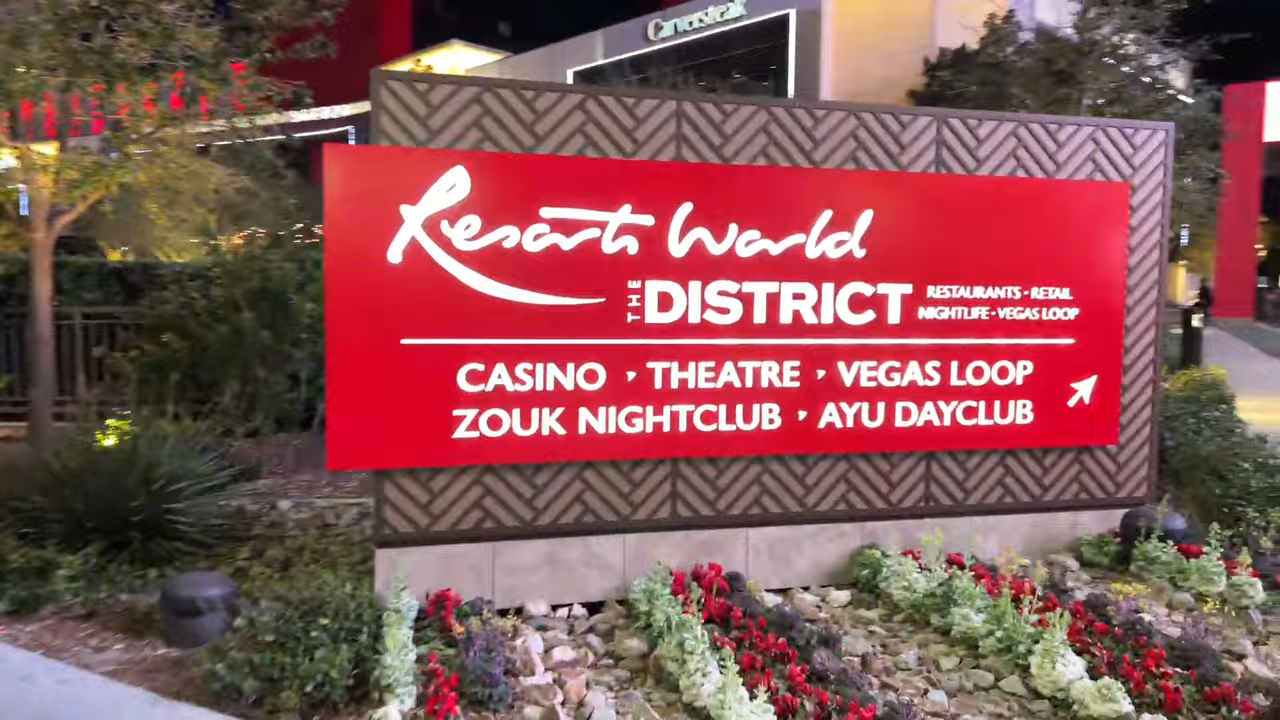 Carversteak
Resorts World
THE DISTRICT
RESTAURANTS · RETAIL
NIGHTLIFE · VEGAS LOOP
CASINO · THEATRE · VEGAS LOOP
ZOUK NIGHTCLUB · AYU DAYCLUB